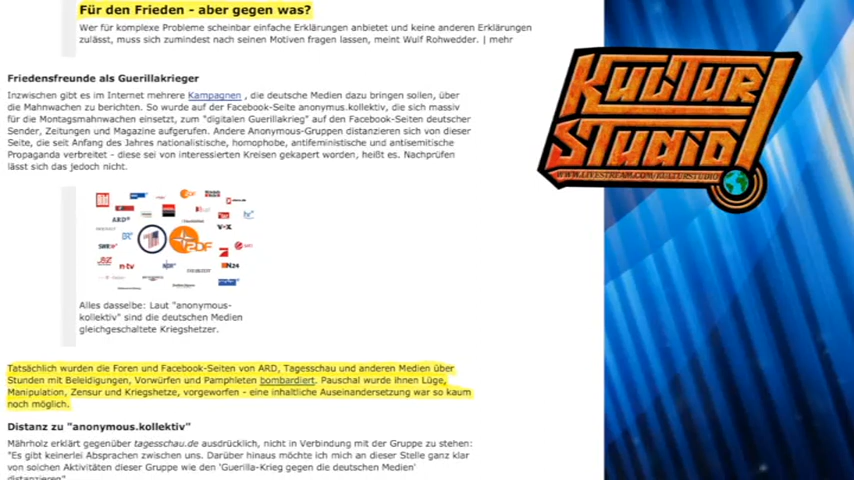 Für den Frieden - aber gegen was?
Wer für komplexe Probleme scheinbar einfache Erklärungen anbietet und keine anderen Erklärungen
zulässt, muss sich zumindest nach seinen Motiven fragen lassen, meint Wulf Rohwedder. | mehr
Friedensfreunde als Guerillakrieger
Inzwischen gibt es im Internet mehrere Kampagnen , die deutsche Medien dazu bringen sollen, über
die Mahnwachen zu berichten. So wurde auf der Facebook-Seite anonymus.kollektiv, die sich massiv
für die Montagsmahnwachen einsetzt, zum "digitalen Guerillakrieg" auf den Facebook-Seiten deutscher
Sender, Zeitungen und Magazine aufgerufen. Andere Anonymous-Gruppen distanzieren sich von dieser
Seite, die seit Anfang des Jahres nationalistische, homophobe, antifeministische und antisemitische
Propaganda verbreitet - diese sei von interessierten Kreisen gekapert worden, heißt es. Nachprüfen
lässt sich das jedoch nicht.
Bild
ARD
BR
ZDF
VOX
SWR
n-tv
N24
Alles dasselbe: Laut "anonymous-
kollektiv" sind die deutschen Medien
gleichgeschaltete Kriegshetzer.
Tatsächlich wurden die Foren und Facebook-Seiten von ARD, Tagesschau und anderen Medien über
Stunden mit Beleidigungen, Vorwürfen und Pamphleten bombardiert. Pauschal wurde ihnen Lüge,
Manipulation, Zensur und Kriegshetze, vorgeworfen - eine inhaltliche Auseinandersetzung war so kaum
noch möglich.
Distanz zu "anonymous.kollektiv"
Mährholz erklärt gegenüber tagesschau.de ausdrücklich, nicht in Verbindung mit der Gruppe zu stehen:
"Es gibt keinerlei Absprachen zwischen uns. Darüber hinaus möchte ich mich an dieser Stelle ganz klar
von solchen Aktivitäten dieser Gruppe wie den 'Guerilla-Krieg gegen die deutschen Medien'
distanzieren"
KULTUR
STUDIO!
WWW.LIVESTREAM.COM/KULTURSTUDIO